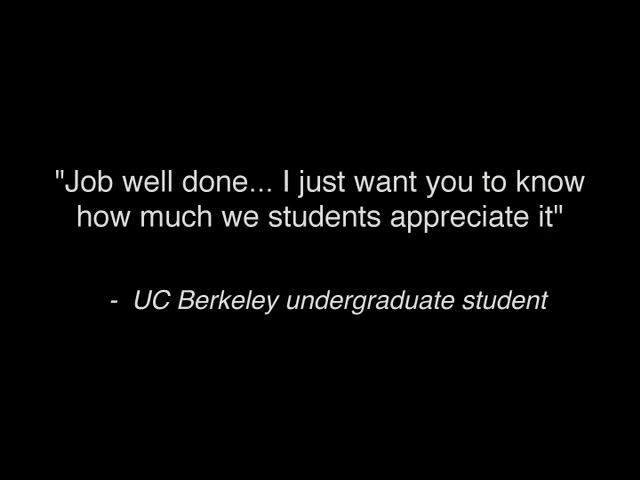 "Job well done... I just want you to know
how much we students appreciate it"
- UC Berkeley undergraduate student